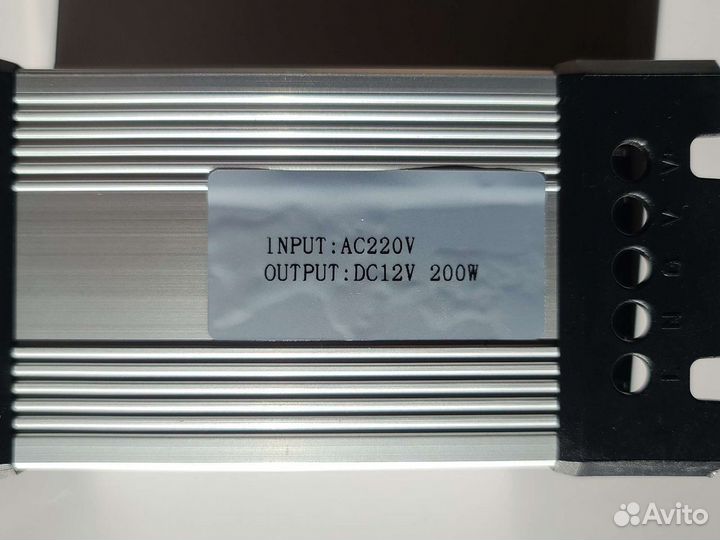 INPUT:AC220V
OUTPUT:DC12V 200W
V
V
G
N
L
Avito